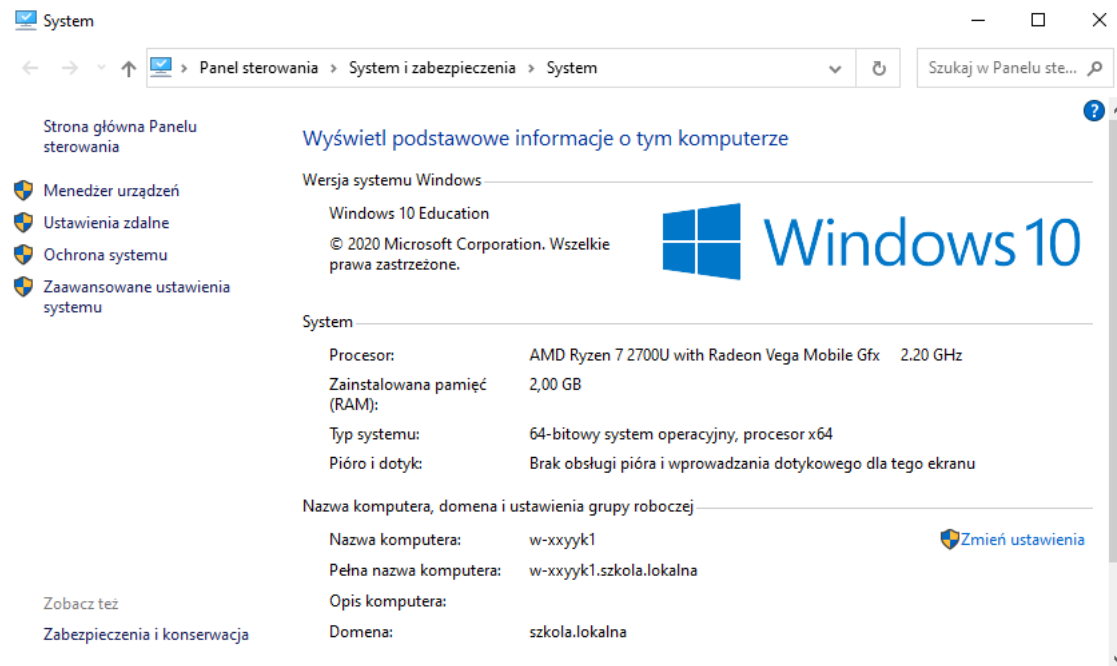 System
Panel sterowania > System i zabezpieczenia > System
Szukaj w Panelu ste...
Strona główna Panelu
sterowania
Menedżer urządzeń
Ustawienia zdalne
Ochrona systemu
Zaawansowane ustawienia
systemu
Zobacz też
Zabezpieczenia i konserwacja
Wyświetl podstawowe informacje o tym komputerze
Wersja systemu Windows
Windows 10 Education
© 2020 Microsoft Corporation. Wszelkie
prawa zastrzeżone.
Windows 10
System
Procesor: AMD Ryzen 7 2700U with Radeon Vega Mobile Gfx 2.20 GHz
Zainstalowana pamięć 2,00 GB
(RAM):
Typ systemu: 64-bitowy system operacyjny, procesor x64
Pióro i dotyk: Brak obsługi pióra i wprowadzania dotykowego dla tego ekranu
Nazwa komputera, domena i ustawienia grupy roboczej
Nazwa komputera: w-xxyyk1
Zmień ustawienia
Pełna nazwa komputera: w-xxyyk1.szkola.lokalna
Opis komputera:
Domena: szkola.lokalna